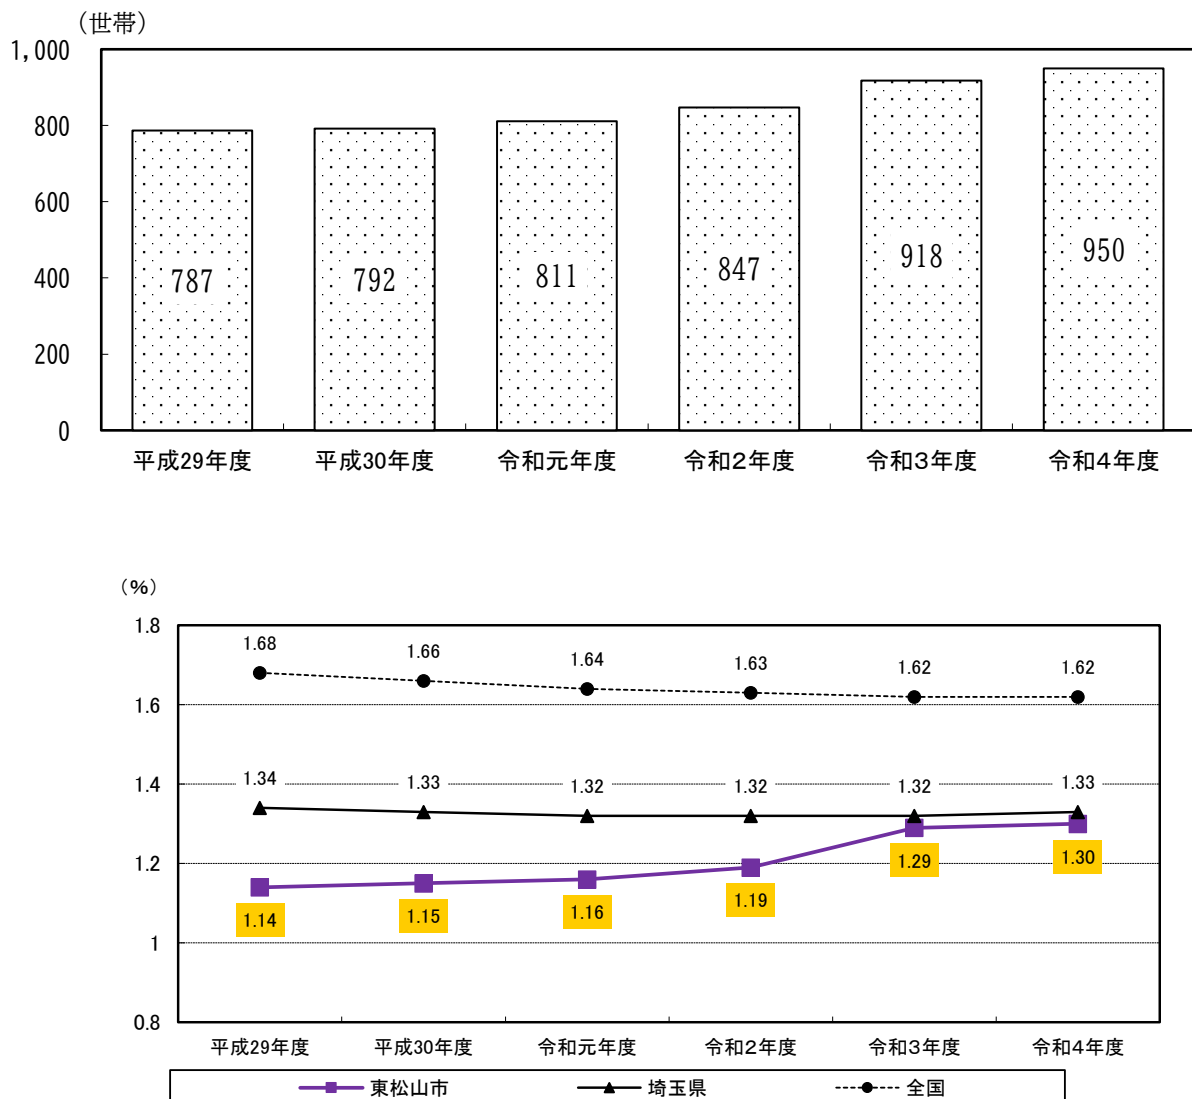 （世帯）
1,000
800
600
400
200
0
787
792
811
847
918
950
平成29年度
平成30年度
令和元年度
令和2年度
令和3年度
令和4年度
（%）
1.8
1.6
1.4
1.2
1
0.8
1.68
1.66
1.64
1.63
1.62
1.62
1.34
1.33
1.32
1.32
1.32
1.33
1.14
1.15
1.16
1.19
1.29
1.30
平成29年度
平成30年度
令和元年度
令和2年度
令和3年度
令和4年度
東松山市
埼玉県
全国